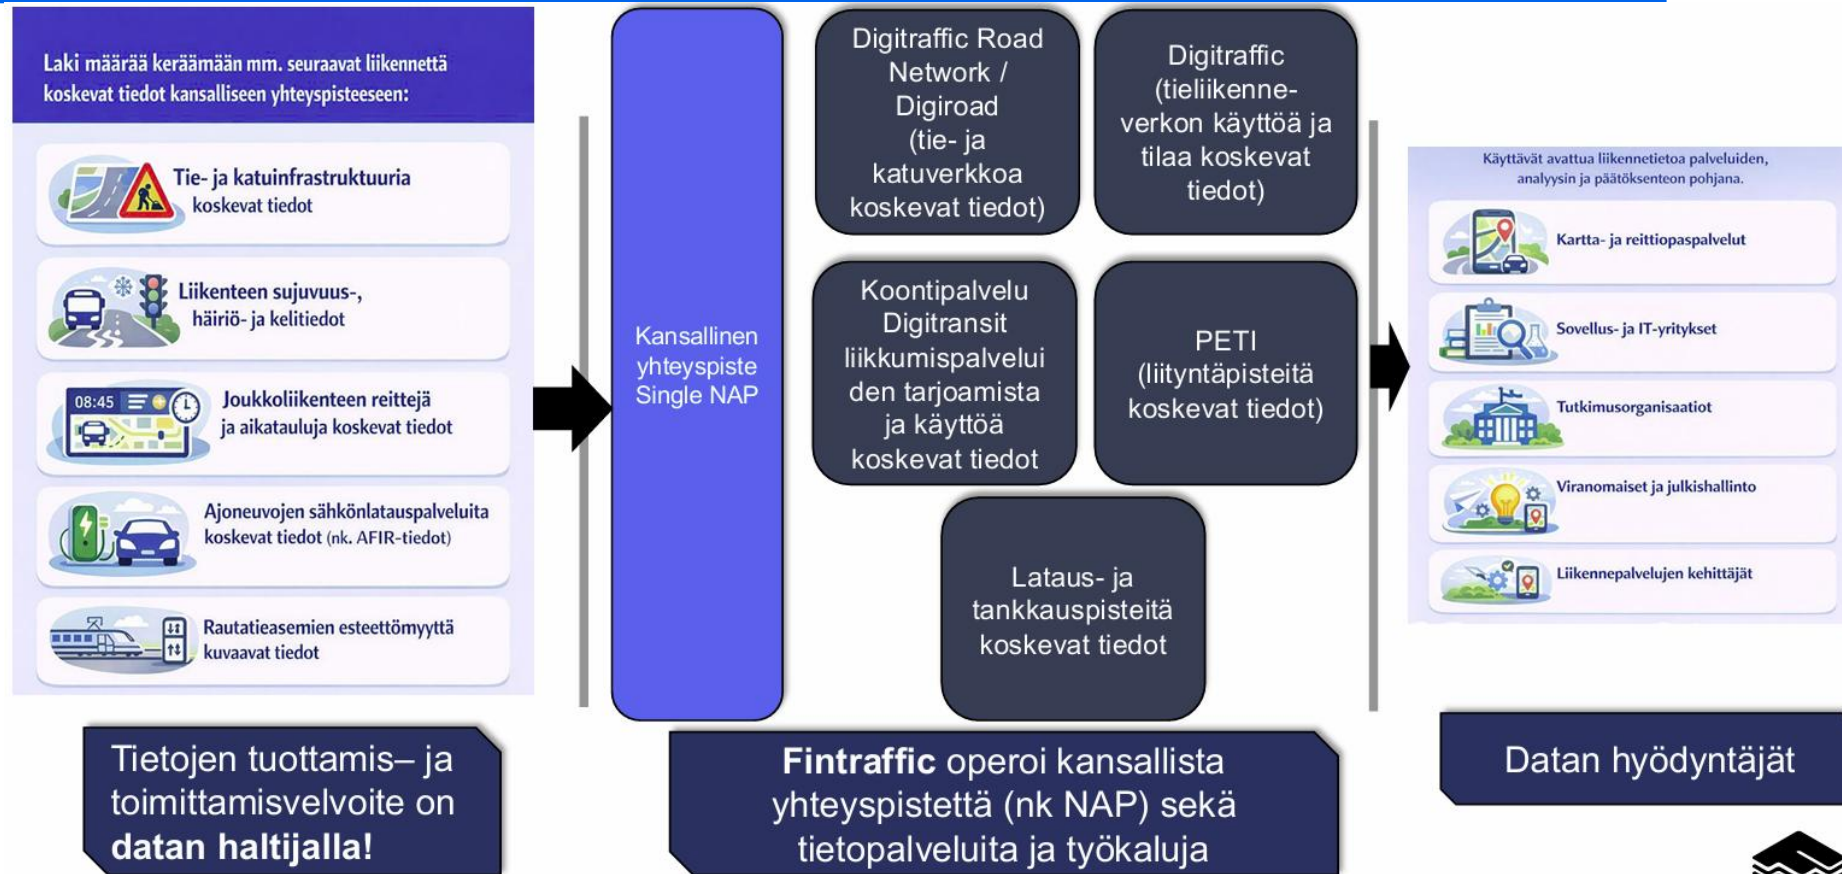 Laki määrää keräämään mm. seuraavat liikennettä
koskevat tiedot kansalliseen yhteyspisteeseen:
Tie- ja katuinfrastruktuuria
koskevat tiedot
Liikenteen sujuvuus-,
häiriö- ja kelitiedot
08:45
Joukkoliikenteen reittejä
ja aikatauluja koskevat tiedot
Ajoneuvojen sähkönlatauspalveluita
koskevat tiedot (nk. AFIR-tiedot)
Rautatieasemien esteettömyyttä
kuvaavat tiedot
Tietojen tuottamis– ja
toimittamisvelvoite on
datan haltijalla!
Kansallinen
yhteyspiste
Single NAP
Digitraffic Road
Network /
Digiroad
(tie- ja
katuverkkoa
koskevat tiedot)
Digitraffic
(tieliikenne-
verkon käyttöä ja
tilaa koskevat
tiedot)
Koontipalvelu
Digitransit
liikkumispalvelui
den tarjoamista
ja käyttöä
koskevat tiedot
PETI
(liityntäpisteitä
koskevat tiedot)
Lataus- ja
tankkauspisteitä
koskevat tiedot
Fintraffic operoi kansallista
yhteyspistettä (nk NAP) sekä
tietopalveluita ja työkaluja
Käyttävät avattua liikennetietoa palveluiden,
analyysin ja päätöksenteon pohjana.
Kartta- ja reittiopaspalvelut
Sovellus- ja IT-yritykset
Tutkimusorganisaatiot
Viranomaiset ja julkishallinto
Liikennepalvelujen kehittäjät
Datan hyödyntäjät